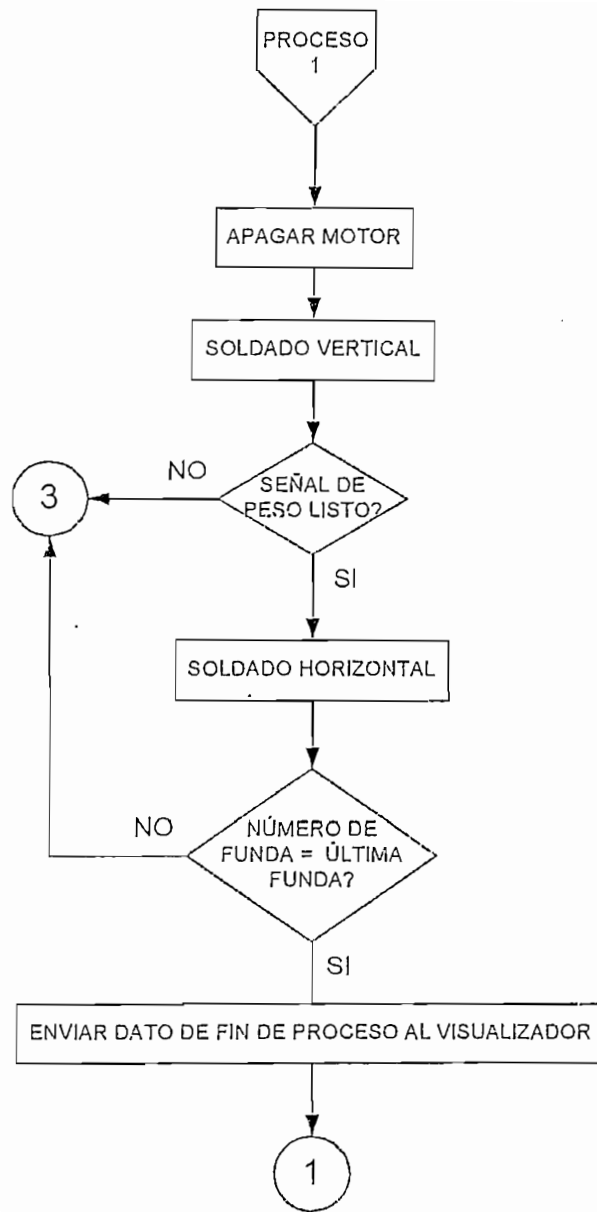 PROCESO
1
APAGAR MOTOR
SOLDADO VERTICAL
NO
SEÑAL DE
PESO LISTO?
3
SI
SOLDADO HORIZONTAL
NO
NÚMERO DE
FUNDA = ÚLTIMA
FUNDA?
SI
ENVIAR DATO DE FIN DE PROCESO AL VISUALIZADOR
1